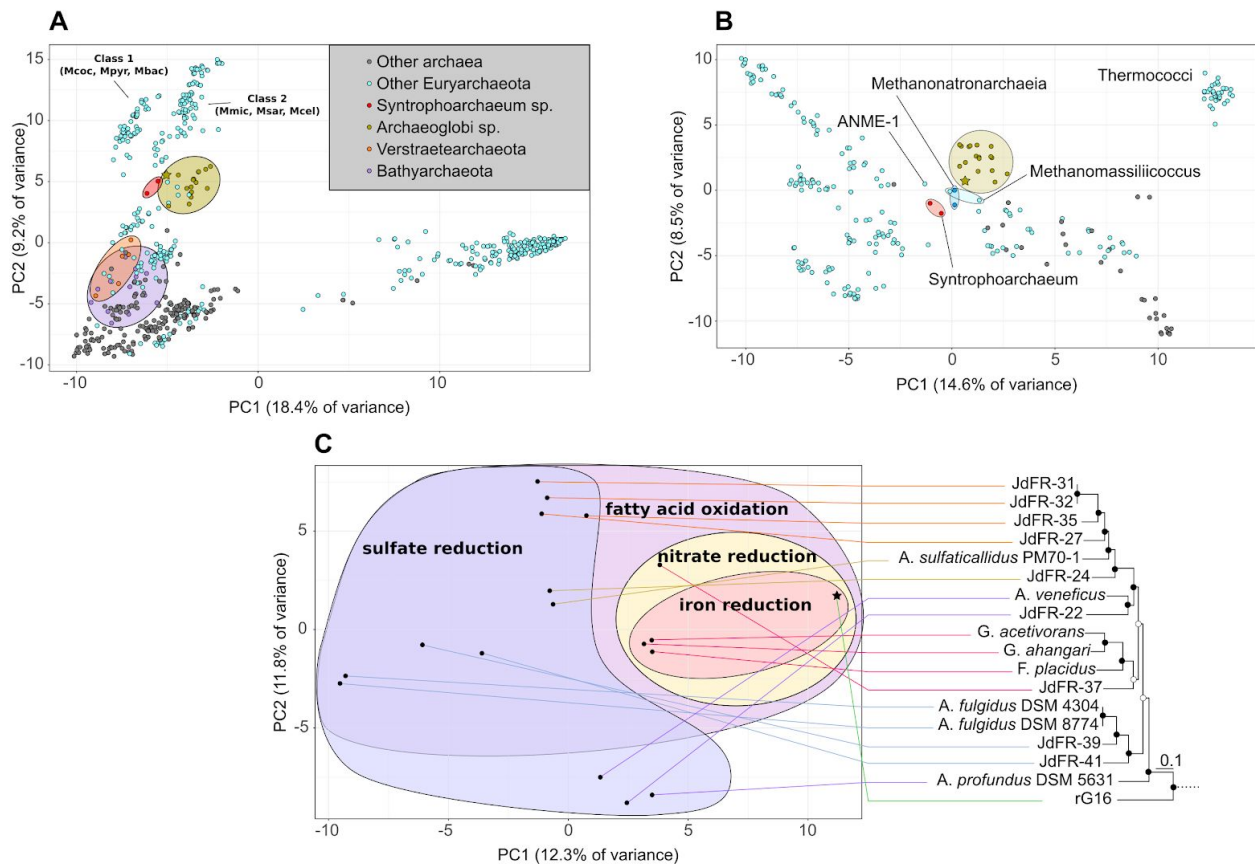 A
15
10
5
0
-5
-10
-10
0
10
PC2 (9.2% of variance)
PC1 (18.4% of variance)
Class 1
(Mcoc, Mpyr, Mbac)
Class 2
(Mmic, Msar, Mcel)
Other archaea
Other Euryarchaeota
Syntrophoarchaeum sp.
Archaeoglobi sp.
Verstraetearchaeota
Bathyarchaeota
B
10
5
0
-5
-10
-10
-5
0
5
10
PC2 (8.5% of variance)
PC1 (14.6% of variance)
Methanonatronarchaeia
Thermococci
ANME-1
Methanomassiliicoccus
Syntrophoarchaeum
C
5
0
-5
-10
-5
0
5
10
PC2 (11.8% of variance)
PC1 (12.3% of variance)
fatty acid oxidation
sulfate reduction
nitrate reduction
iron reduction
JdFR-31
JdFR-32
JdFR-35
JdFR-27
A. sulfaticallidus PM70-1
JdFR-24
A. veneficus
JdFR-22
G. acetivorans
G. ahangari
F. placidus
JdFR-37
A. fulgidus DSM 4304
A. fulgidus DSM 8774
JdFR-39
JdFR-41
0.1
A. profundus DSM 5631
rG16